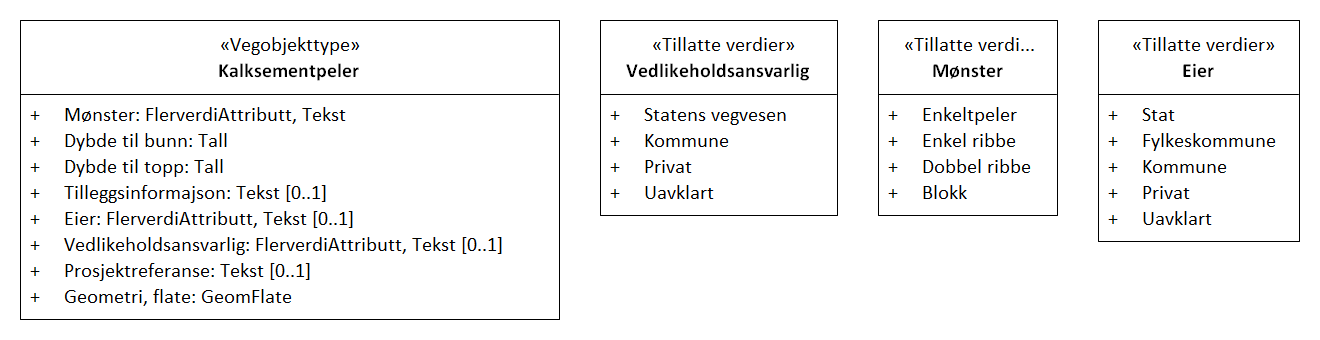 «Vegobjekttype»
Kalksementpeler
+ Mønster: FlerverdiAttributt, Tekst
+ Dybde til bunn: Tall
+ Dybde til topp: Tall
+ Tilleggsinformajson: Tekst [0..1]
+ Eier: FlerverdiAttributt, Tekst [0..1]
+ Vedlikeholdsansvarlig: FlerverdiAttributt, Tekst [0..1]
+ Prosjektreferanse: Tekst [0..1]
+ Geometri, flate: GeomFlate
«Tillatte verdier»
Vedlikeholdsansvarlig
+ Statens vegvesen
+ Kommune
+ Privat
+ Uavklart
«Tillatte verdi...
Mønster
+ Enkeltpeler
+ Enkel ribbe
+ Dobbel ribbe
+ Blokk
«Tillatte verdier»
Eier
+ Stat
+ Fylkeskommune
+ Kommune
+ Privat
+ Uavklart